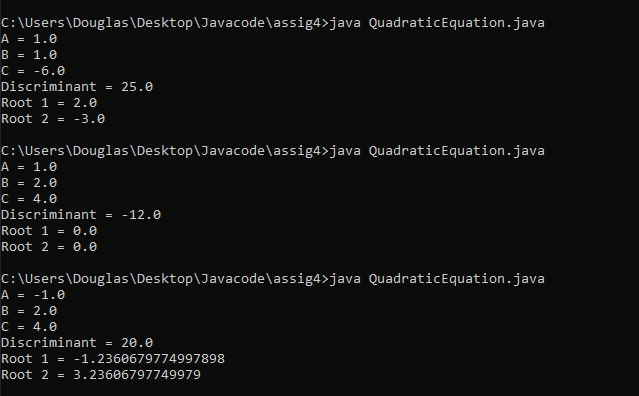 C:\Users\Douglas\Desktop\Javacode\assig4>java QuadraticEquation.java
A = 1.0
B = 1.0
C = -6.0
Discriminant = 25.0
Root 1 = 2.0
Root 2 = -3.0
C:\Users\Douglas\Desktop\Javacode\assig4>java QuadraticEquation.java
A = 1.0
B = 2.0
C = 4.0
Discriminant = -12.0
Root 1 = 0.0
Root 2 = 0.0
C:\Users\Douglas\Desktop\Javacode\assig4>java QuadraticEquation.java
A = -1.0
B = 2.0
C = 4.0
Discriminant = 20.0
Root 1 = -1.2360679774997898
Root 2 = 3.23606797749979